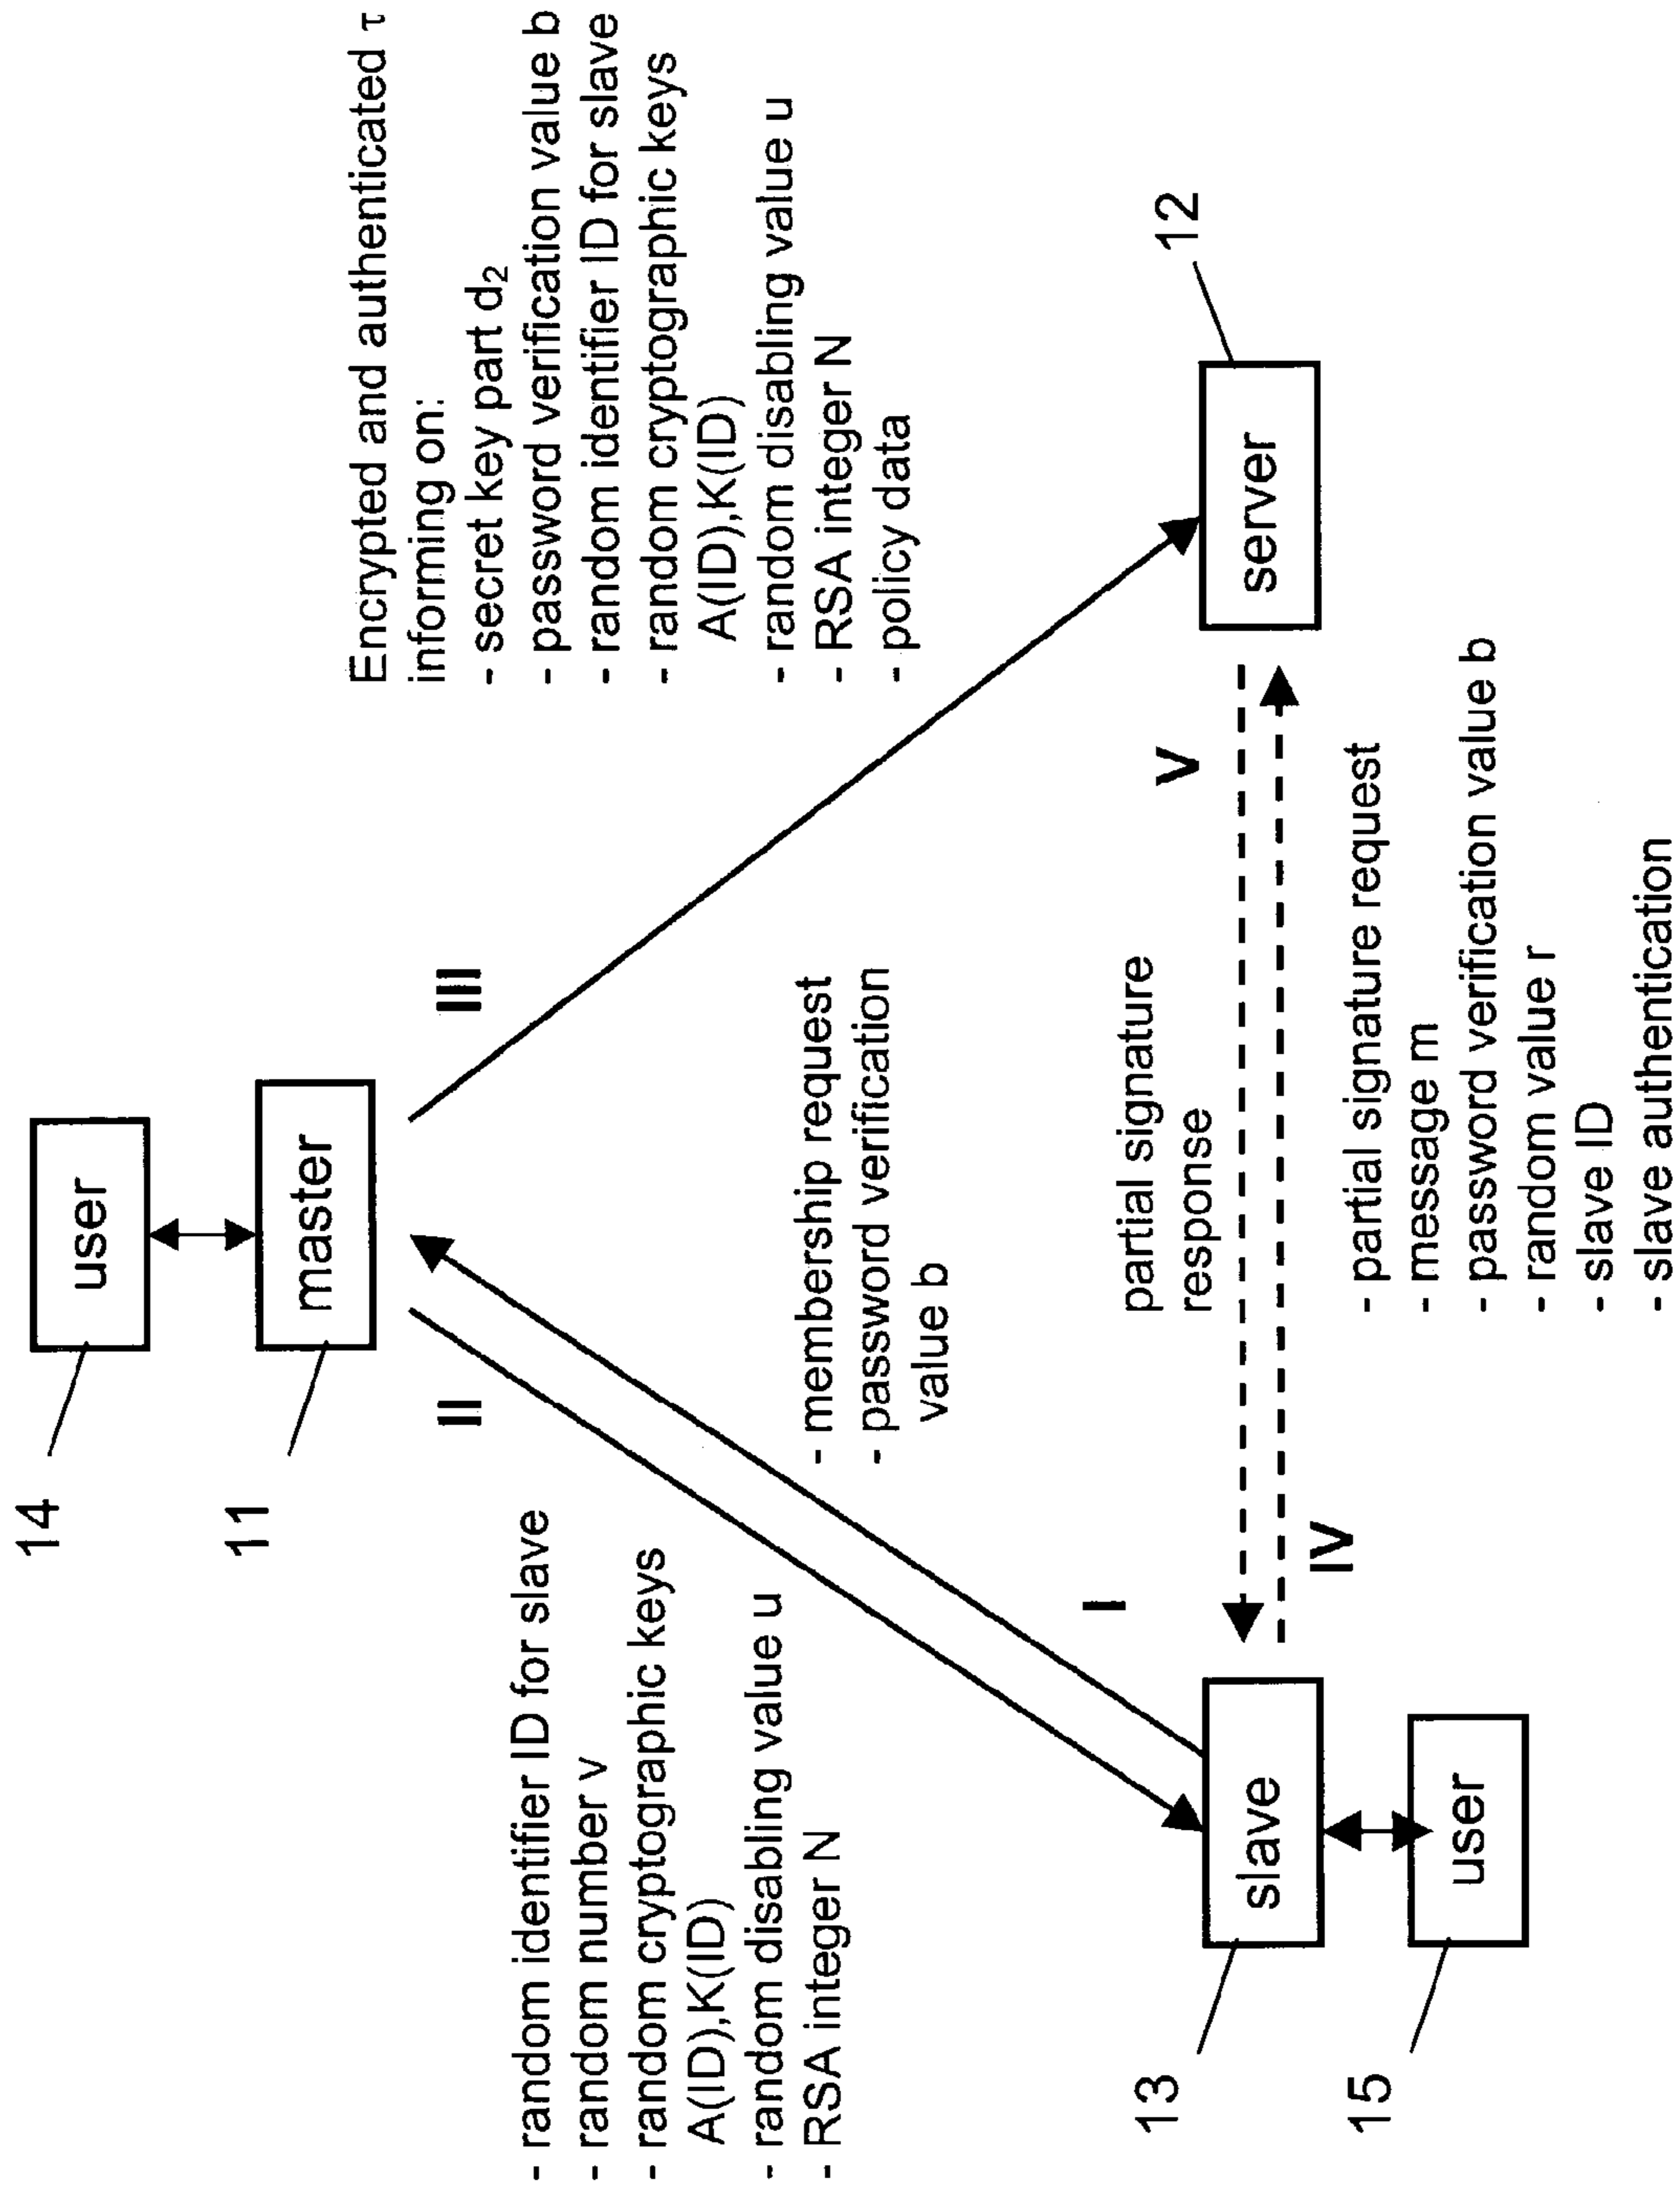 14
user
11
master
II
III
- random identifier ID for slave
- random number v
- random cryptographic keys
A(ID),K(ID)
- random disabling value u
- RSA integer N
Encrypted and authenticated τ
informing on:
- secret key part d₂
- password verification value b
- random identifier ID for slave
- random cryptographic keys
A(ID),K(ID)
- random disabling value u
- RSA integer N
- policy data
- membership request
- password verification
value b
I
partial signature
response
V
12
server
13
slave
IV
15
user
- partial signature request
- message m
- password verification value b
- random value r
- slave ID
- slave authentication